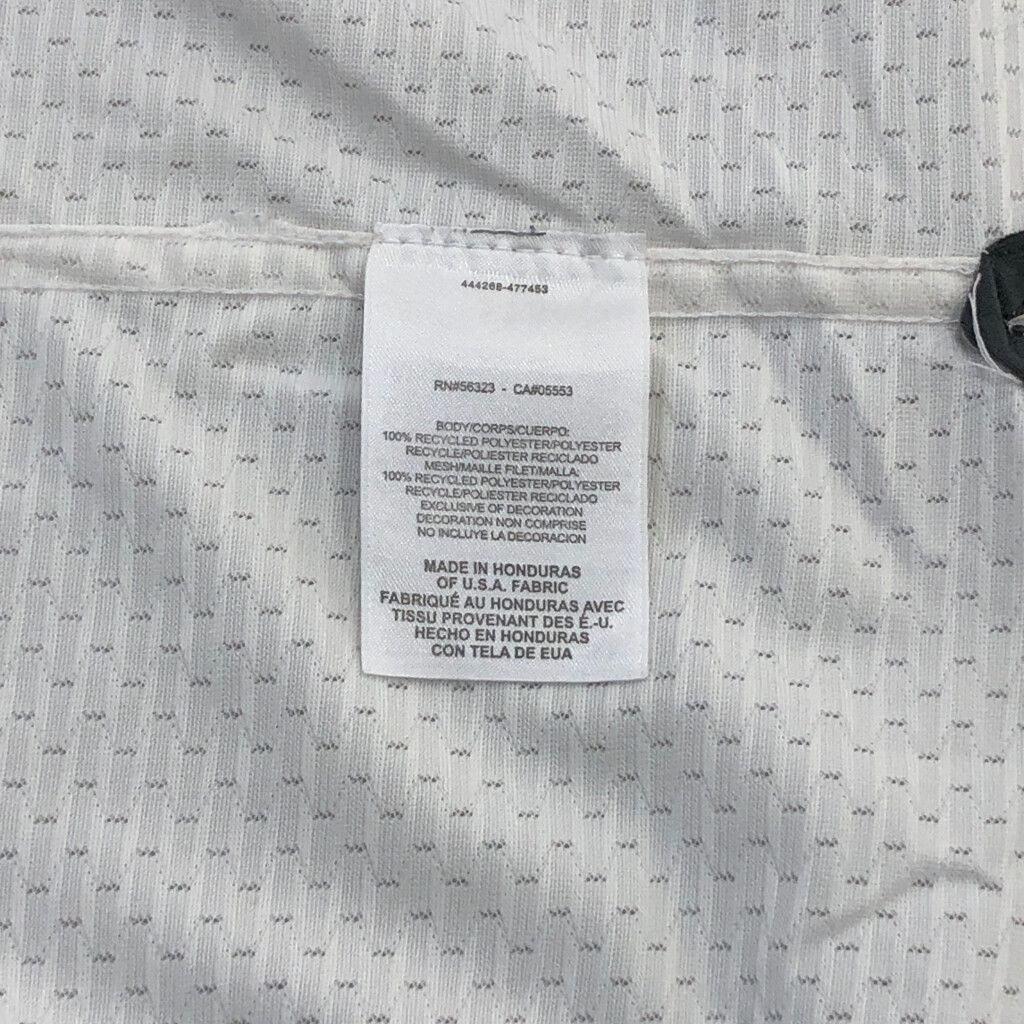 444268-477453
RN#56323 - CA#05553
BODY/CORPS/CUERPO:
100% RECYCLED POLYESTER/POLYESTER
RECYCLE/POLIESTER RECICLADO
MESH/MAILLE FILET/MALLA:
100% RECYCLED POLYESTER/POLYESTER
RECYCLE/POLIESTER RECICLADO
EXCLUSIVE OF DECORATION
DECORATION NON COMPRISE
NO INCLUYE LA DECORACION
MADE IN HONDURAS
OF U.S.A. FABRIC
FABRIQUÉ AU HONDURAS AVEC
TISSU PROVENANT DES É.-U.
HECHO EN HONDURAS
CON TELA DE EUA